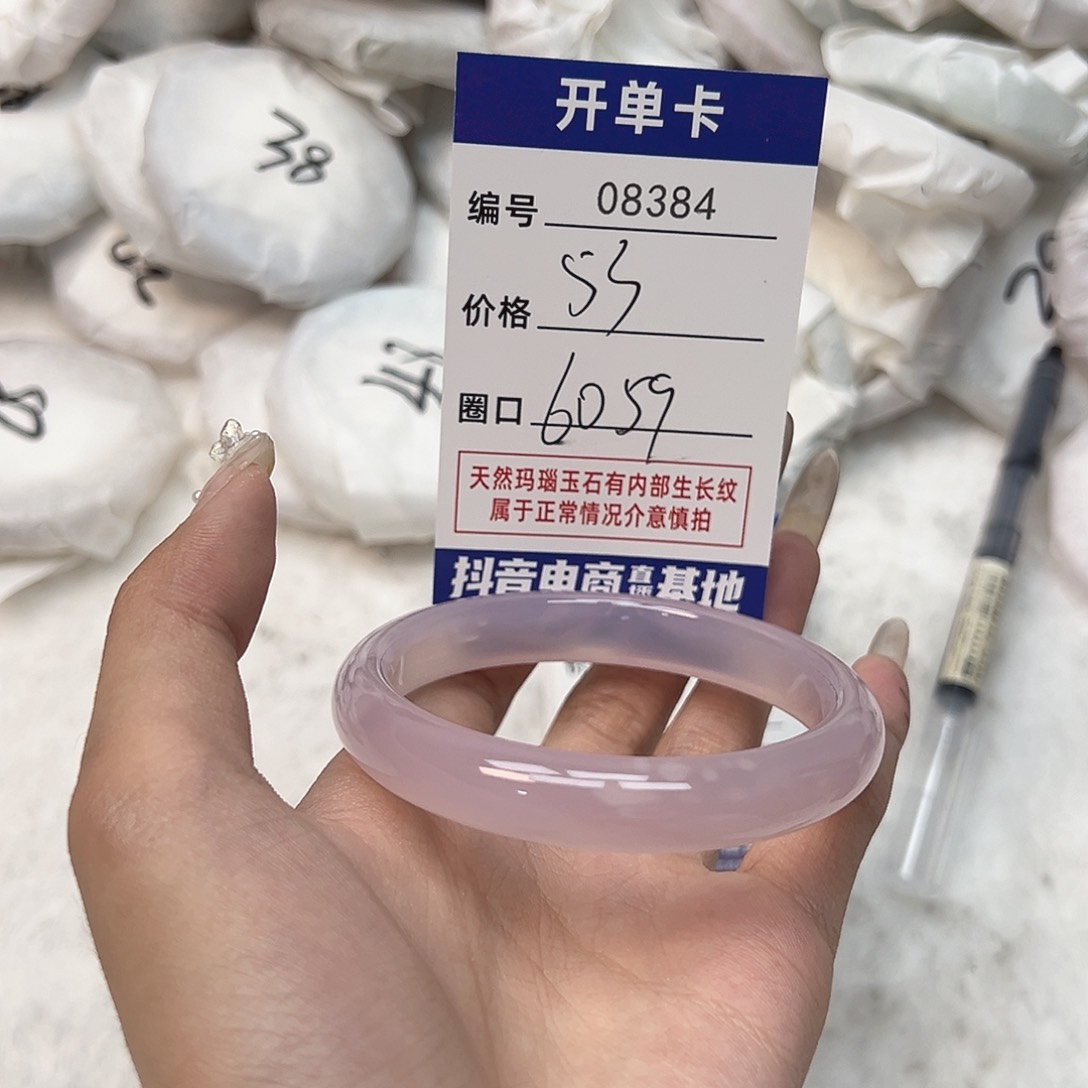 开单卡
编号 08384
价格 55
圈口 6059
天然玛瑙玉石有内部生长纹
属于正常情况介意慎拍
抖音电商直播基地
38